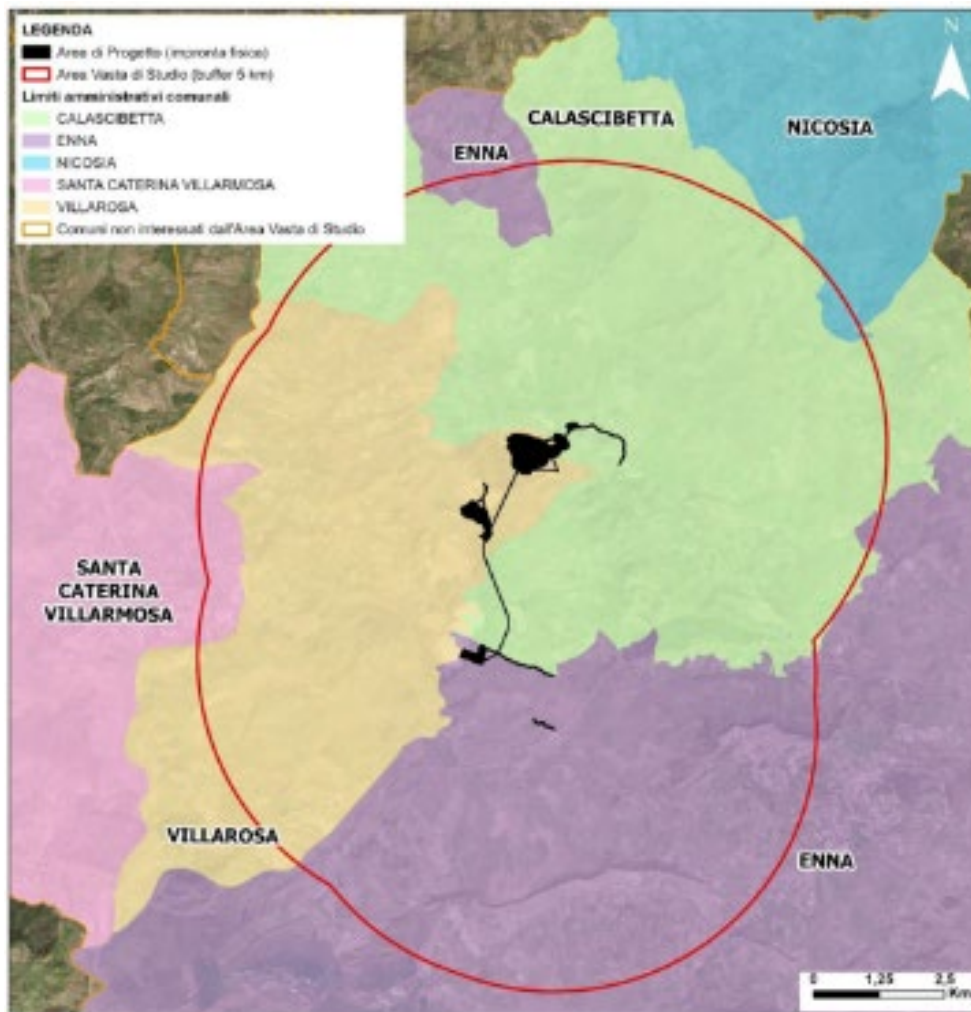 LEGENDA
Area di Progetto (impronta fisica)
Area Vasta di Studio (buffer 5 km)
Limiti amministrativi comunali
CALASCIBETTA
ENNA
NICOSIA
SANTA CATERINA VILLARMOSA
VILLAROSA
Comuni non interessati dall'Area Vasta di Studio
N
CALASCIBETTA
NICOSIA
ENNA
SANTA
CATERINA
VILLARMOSA
VILLAROSA
ENNA
0 1,25 2,5
Km